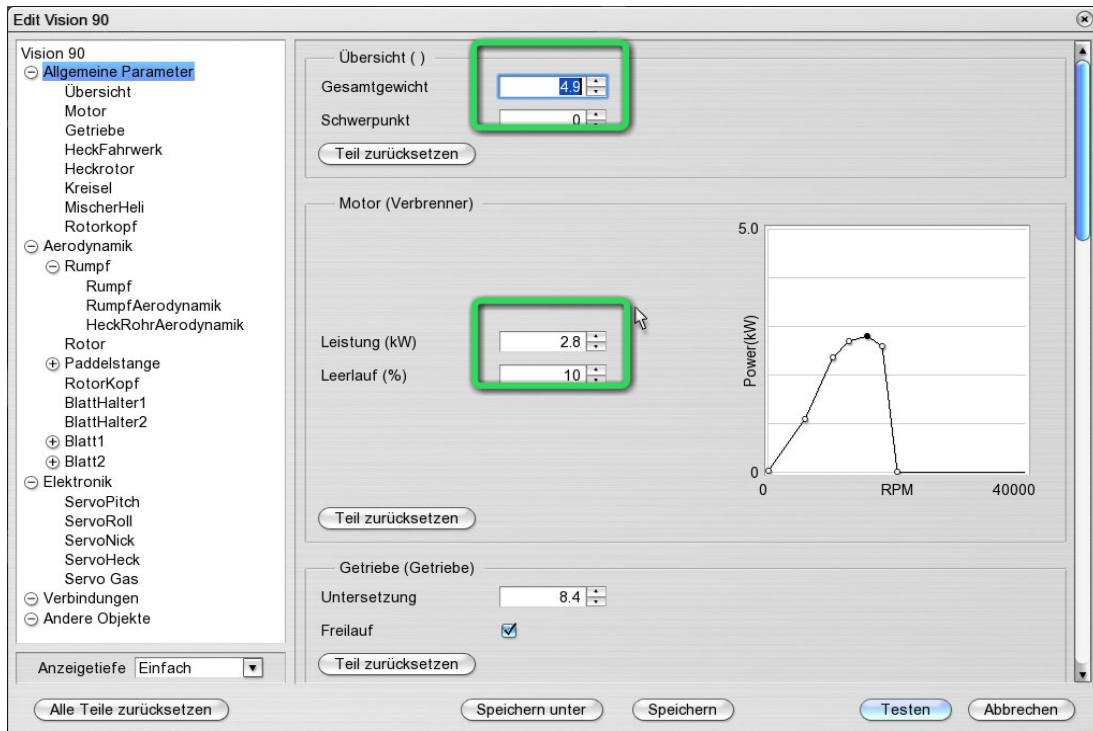 Edit Vision 90
Vision 90
Allgemeine Parameter
Übersicht
Motor
Getriebe
HeckFahrwerk
Heckrotor
Kreisel
MischerHeli
Rotorkopf
Aerodynamik
Rumpf
Rumpf
RumpfAerodynamik
HeckRohrAerodynamik
Rotor
Paddelstange
RotorKopf
BlattHalter1
BlattHalter2
Blatt1
Blatt2
Elektronik
ServoPitch
ServoRoll
ServoNick
ServoHeck
Servo Gas
Verbindungen
Andere Objekte
Anzeigetiefe Einfach
Übersicht ( )
Gesamtgewicht 4.9
Schwerpunkt 0
Teil zurücksetzen
Motor (Verbrenner)
Leistung (kW) 2.8
Leerlauf (%) 10
5.0
Power(kW)
0
0 RPM 40000
Teil zurücksetzen
Getriebe (Getriebe)
Untersetzung 8.4
Freilauf
Teil zurücksetzen
Alle Teile zurücksetzen Speichern unter Speichern Testen Abbrechen